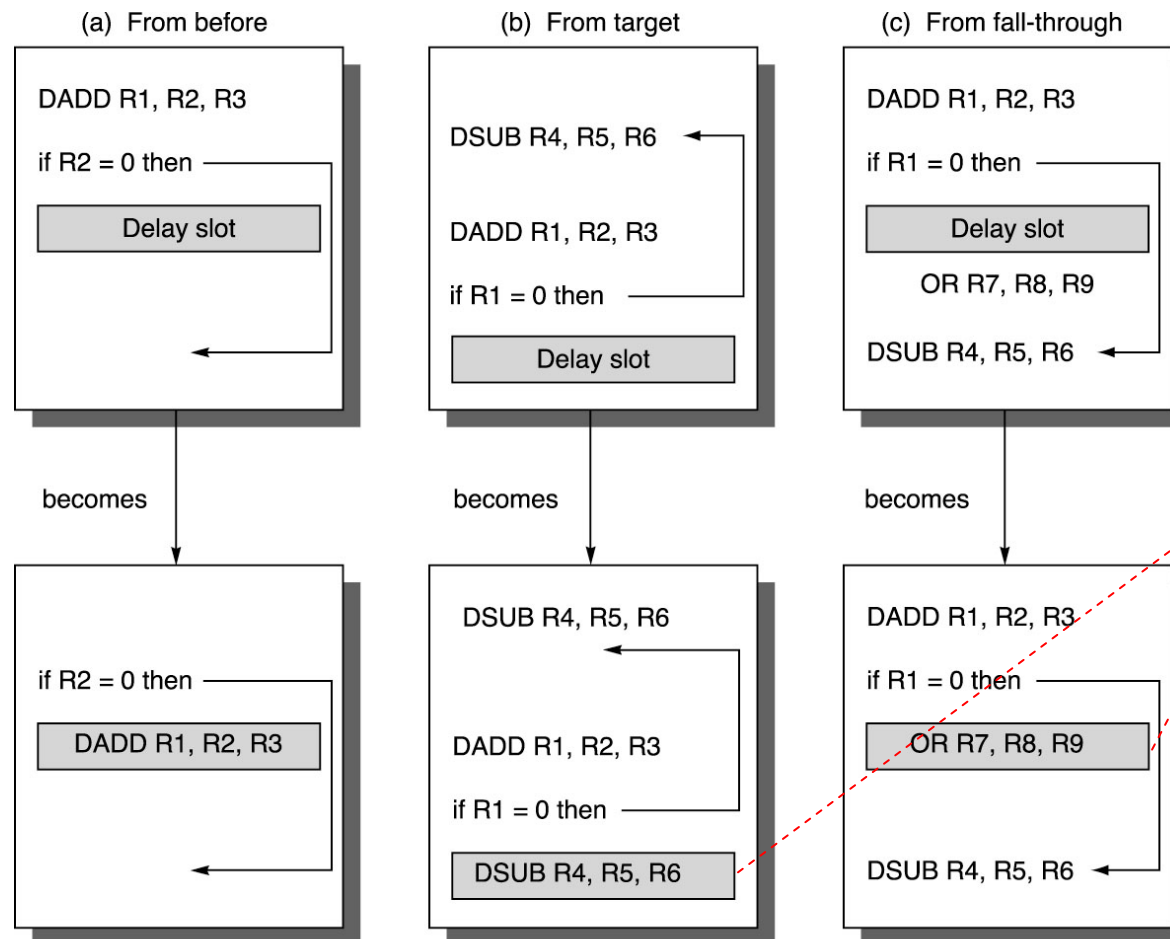 (a) From before
DADD R1, R2, R3
if R2 = 0 then
Delay slot
becomes
if R2 = 0 then
DADD R1, R2, R3
(b) From target
DSUB R4, R5, R6
DADD R1, R2, R3
if R1 = 0 then
Delay slot
becomes
DSUB R4, R5, R6
DADD R1, R2, R3
if R1 = 0 then
DSUB R4, R5, R6
(c) From fall-through
DADD R1, R2, R3
if R1 = 0 then
Delay slot
OR R7, R8, R9
DSUB R4, R5, R6
becomes
DADD R1, R2, R3
if R1 = 0 then
OR R7, R8, R9
DSUB R4, R5, R6